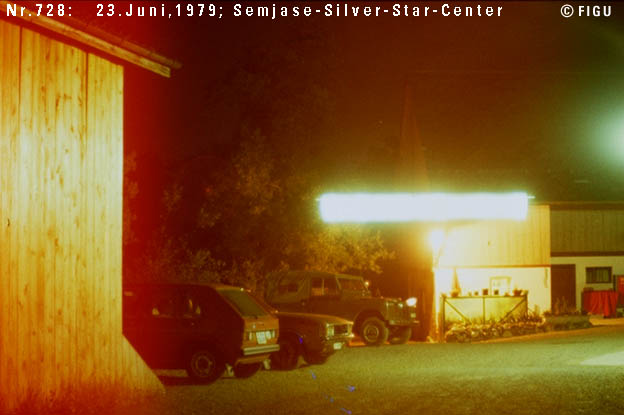 Nr.728: 23.Juni,1979; Semjase-Silver-Star-Center ©FIGU